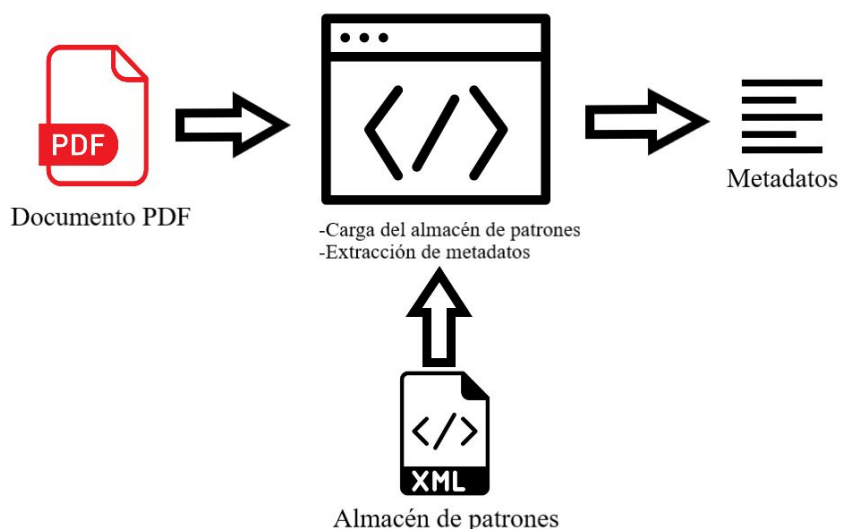 PDF
Documento PDF
</>
-Carga del almacén de patrones
-Extracción de metadatos
Metadatos
</>
XML
Almacén de patrones